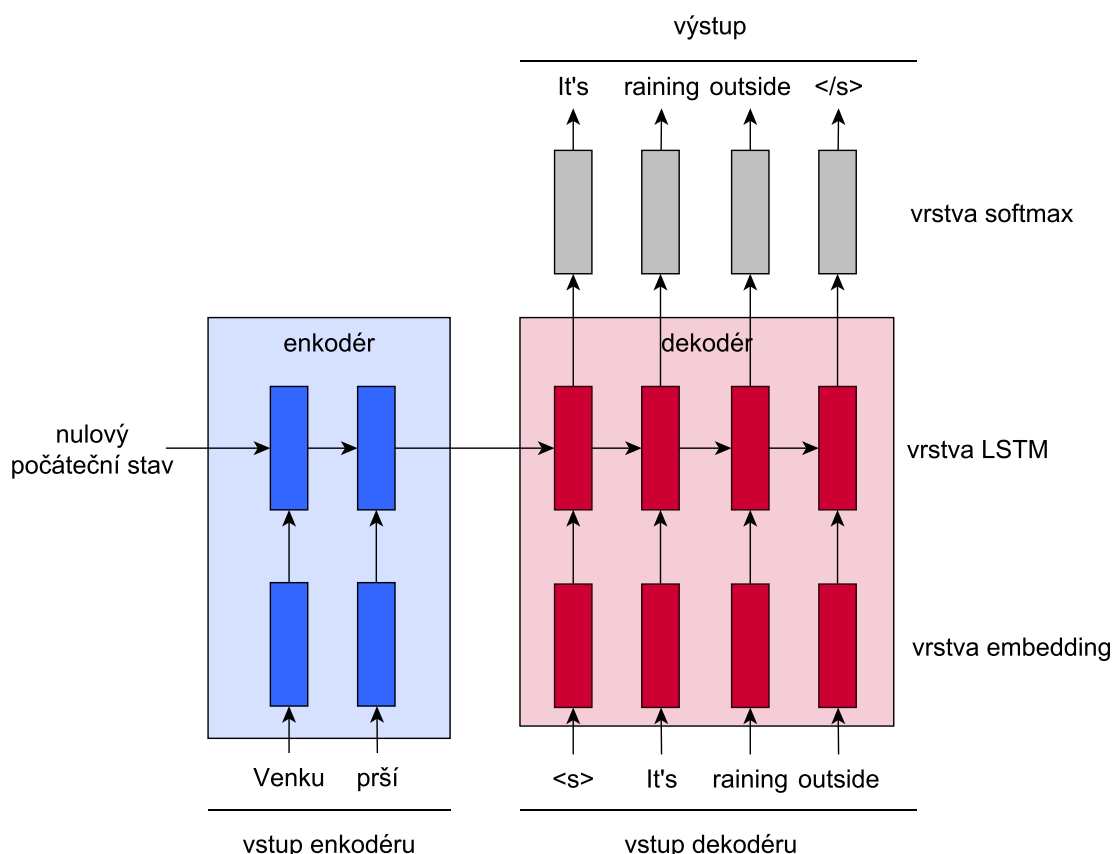 výstup
It's raining outside </s>
vrstva softmax
enkodér
dekodér
nulový
počáteční stav
vrstva LSTM
vrstva embedding
Venku prší
<s> It's raining outside
vstup enkodéru
vstup dekodéru